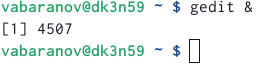 vabaranov@dk3n59 ~ $ gedit &
[1] 4507
vabaranov@dk3n59 ~ $